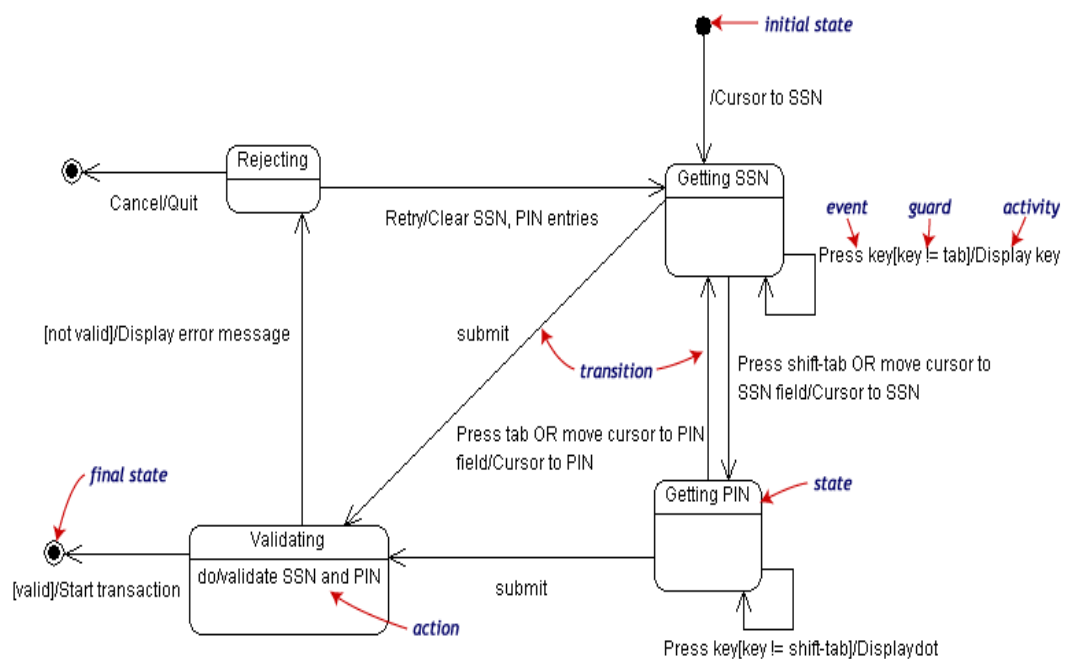 initial state
/Cursor to SSN
Rejecting
Getting SSN
Cancel/Quit
Retry/Clear SSN, PIN entries
event
guard
activity
Press key[key != tab]/Display key
[not valid]/Display error message
submit
transition
Press shift-tab OR move cursor to
SSN field/Cursor to SSN
Press tab OR move cursor to PIN
field/Cursor to PIN
final state
Getting PIN
state
Validating
do/validate SSN and PIN
[valid]/Start transaction
submit
action
Press key[key != shift-tab]/Displaydot